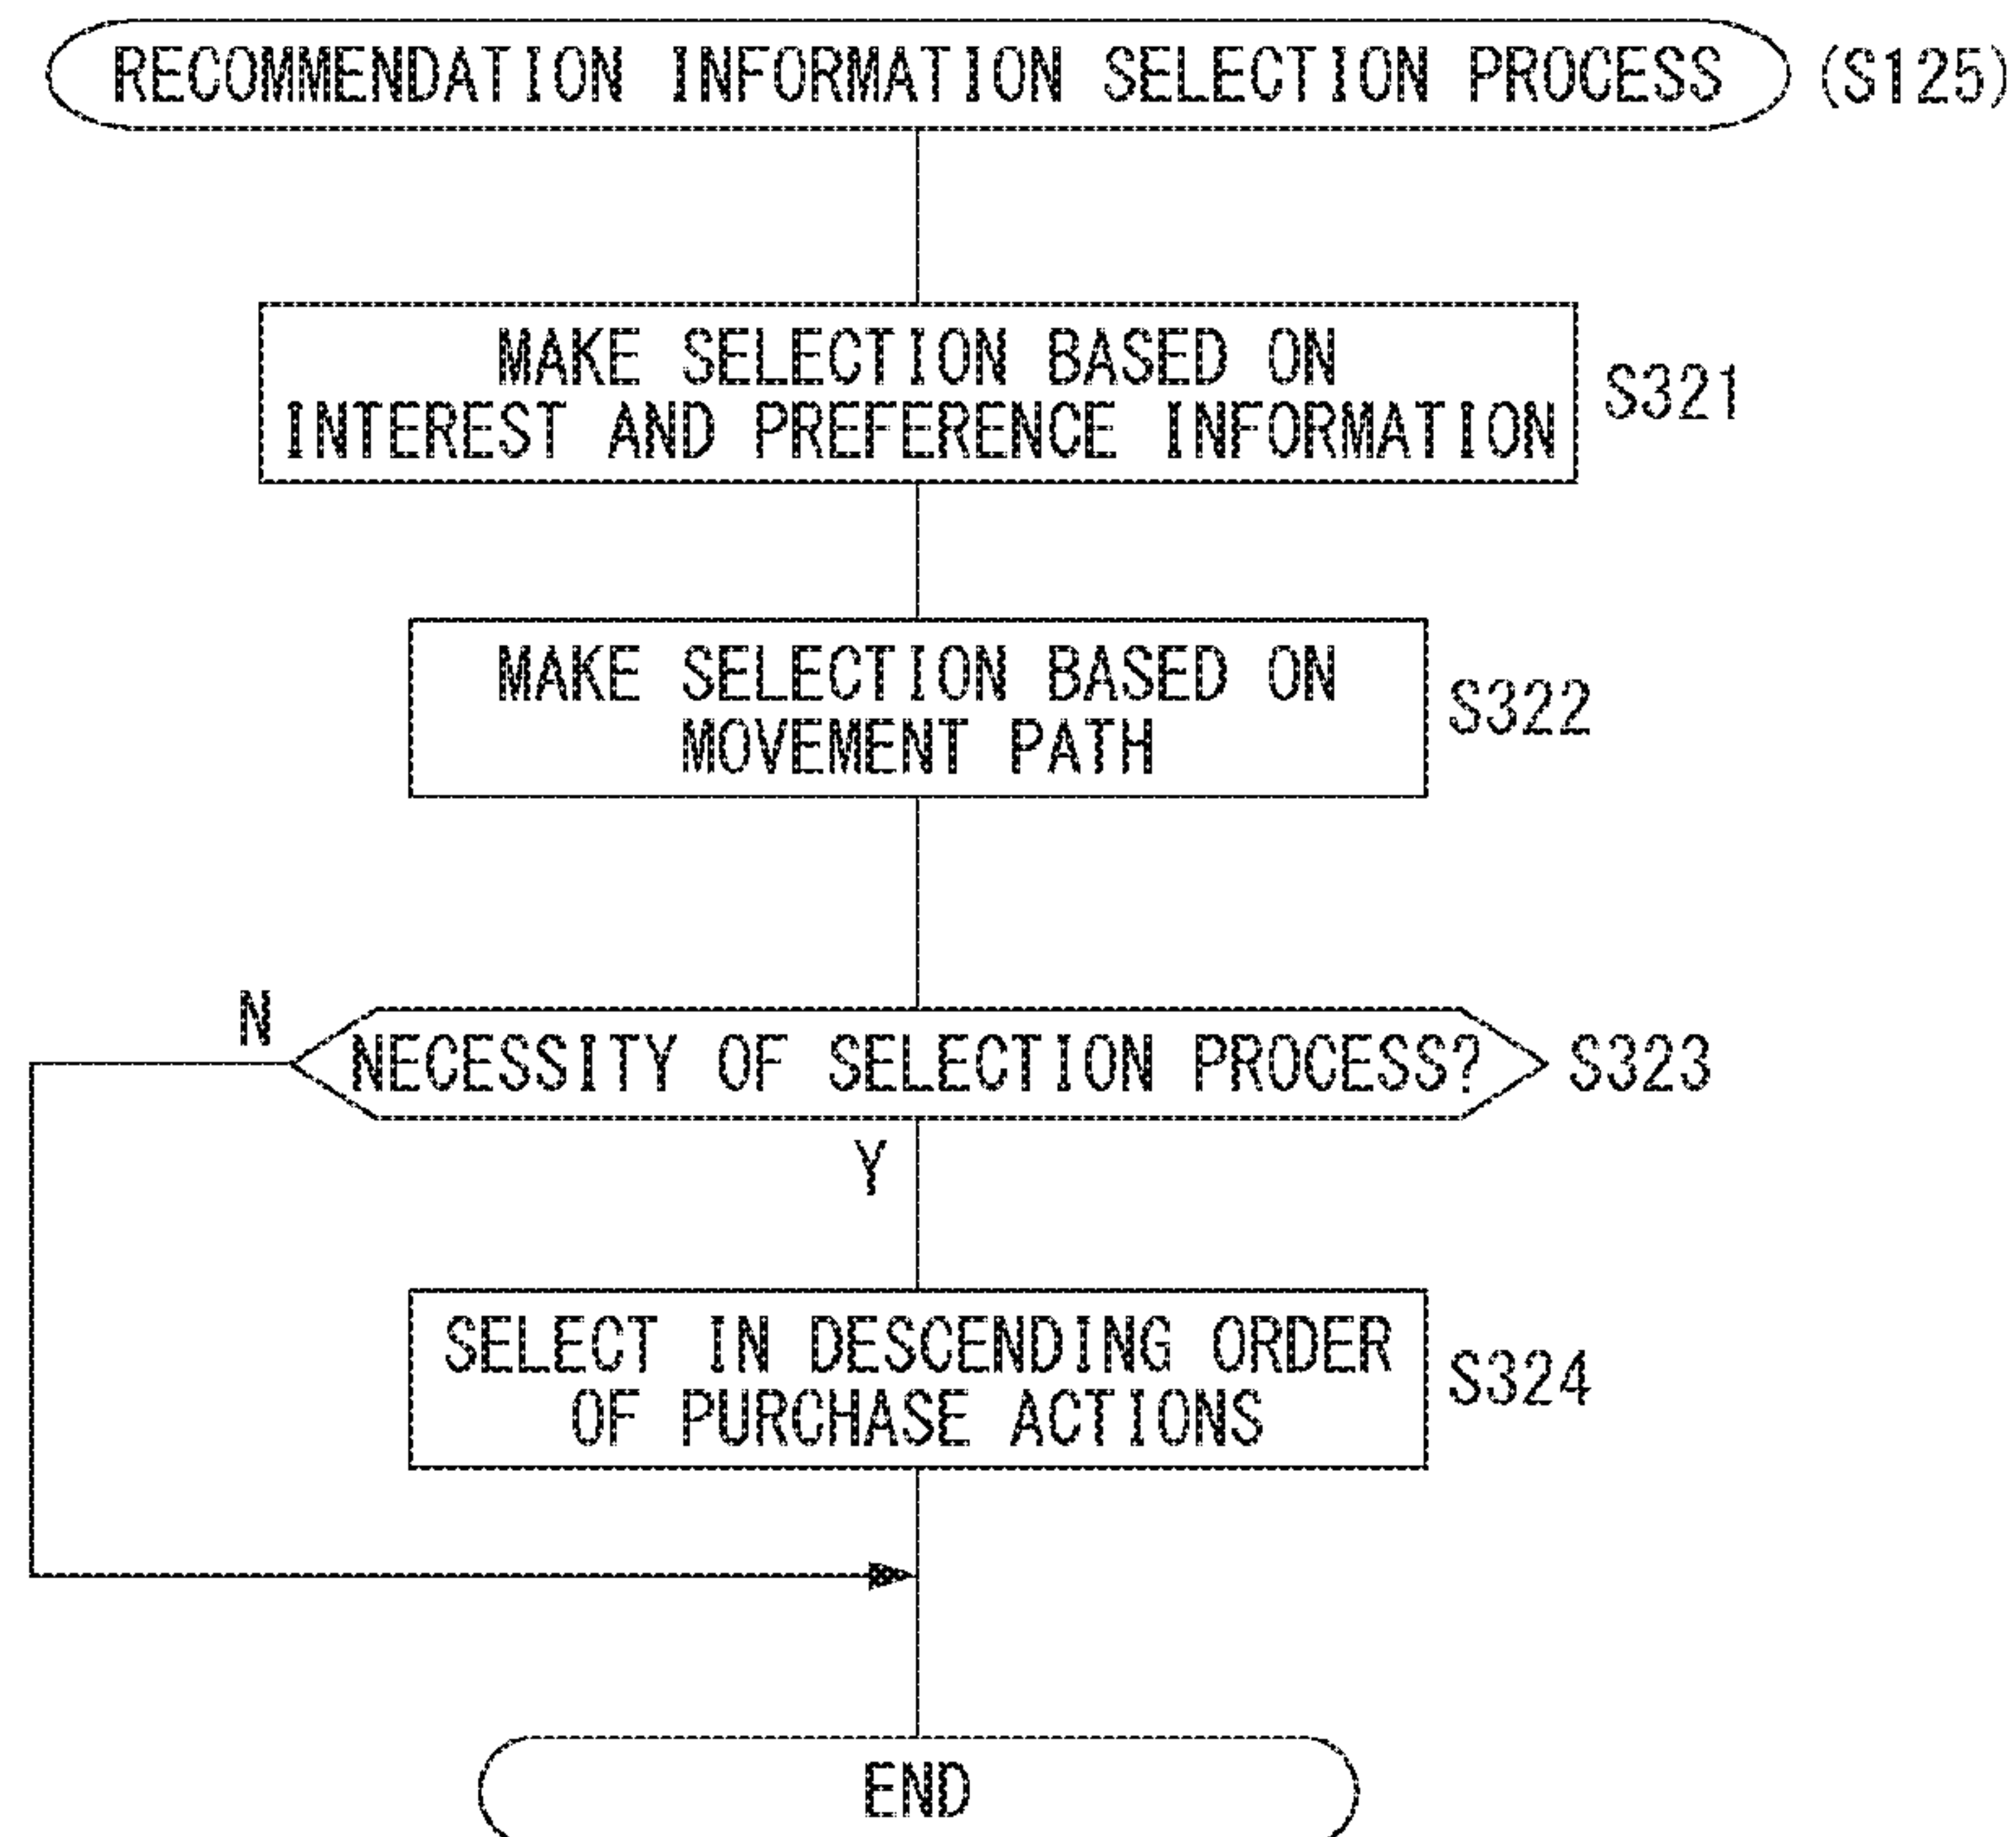 RECOMMENDATION INFORMATION SELECTION PROCESS (S125)
MAKE SELECTION BASED ON
INTEREST AND PREFERENCE INFORMATION
S321
MAKE SELECTION BASED ON
MOVEMENT PATH
S322
N
NECESSITY OF SELECTION PROCESS? S323
Y
SELECT IN DESCENDING ORDER
OF PURCHASE ACTIONS
S324
END